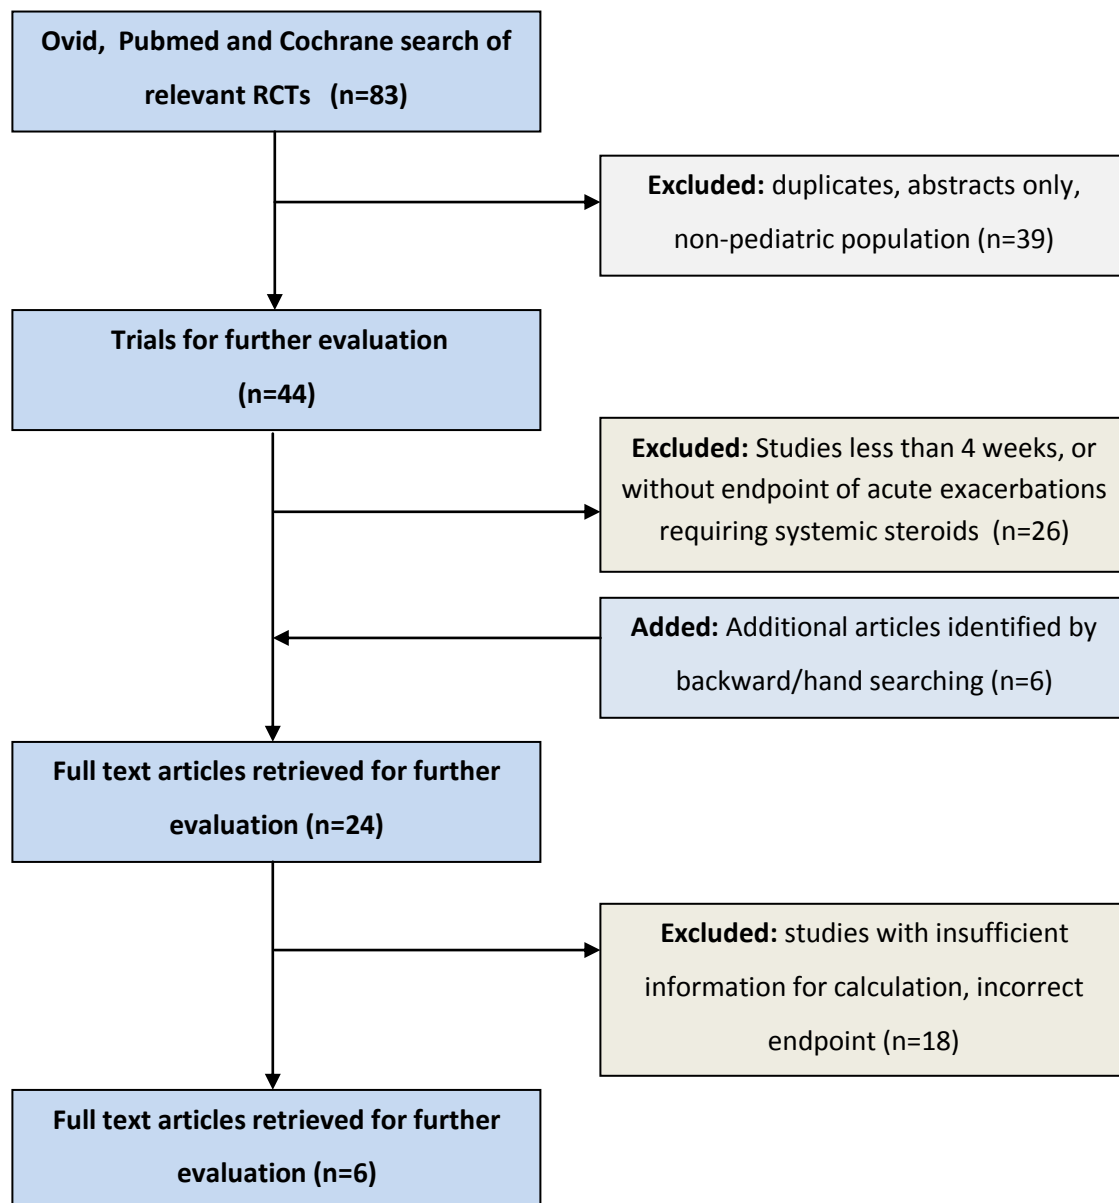 Ovid, Pubmed and Cochrane search of
relevant RCTs (n=83)
Excluded: duplicates, abstracts only,
non-pediatric population (n=39)
Trials for further evaluation
(n=44)
Excluded: Studies less than 4 weeks, or
without endpoint of acute exacerbations
requiring systemic steroids (n=26)
Added: Additional articles identified by
backward/hand searching (n=6)
Full text articles retrieved for further
evaluation (n=24)
Excluded: studies with insufficient
information for calculation, incorrect
endpoint (n=18)
Full text articles retrieved for further
evaluation (n=6)